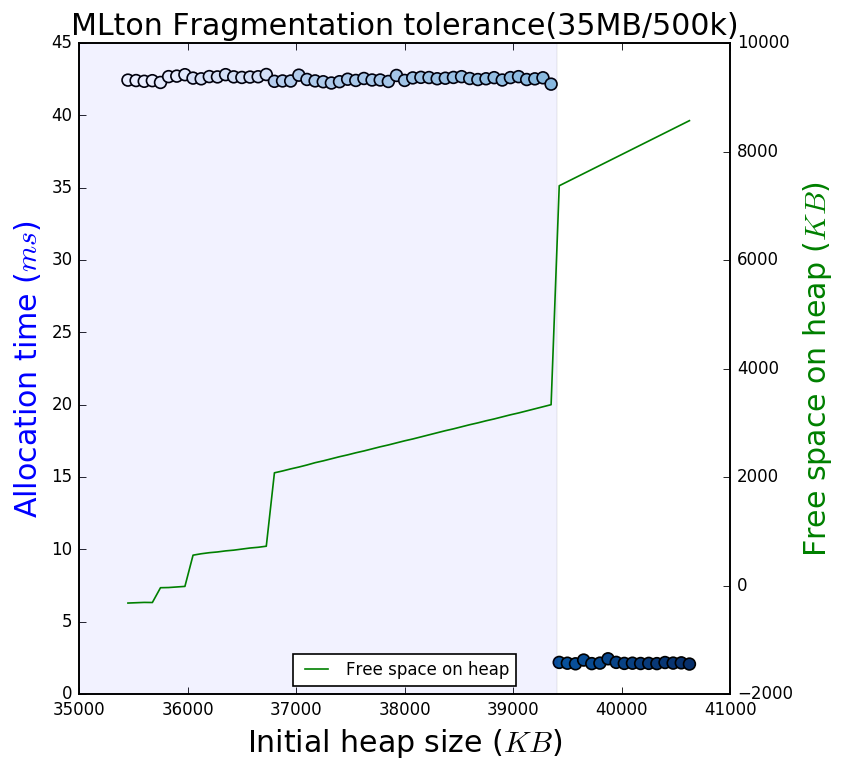 MLton Fragmentation tolerance(35MB/500k)
45
40
35
30
25
20
15
10
5
0
Allocation time (ms)
10000
8000
6000
4000
2000
0
−2000
Free space on heap (KB)
Free space on heap
35000 36000 37000 38000 39000 40000 41000
Initial heap size (KB)